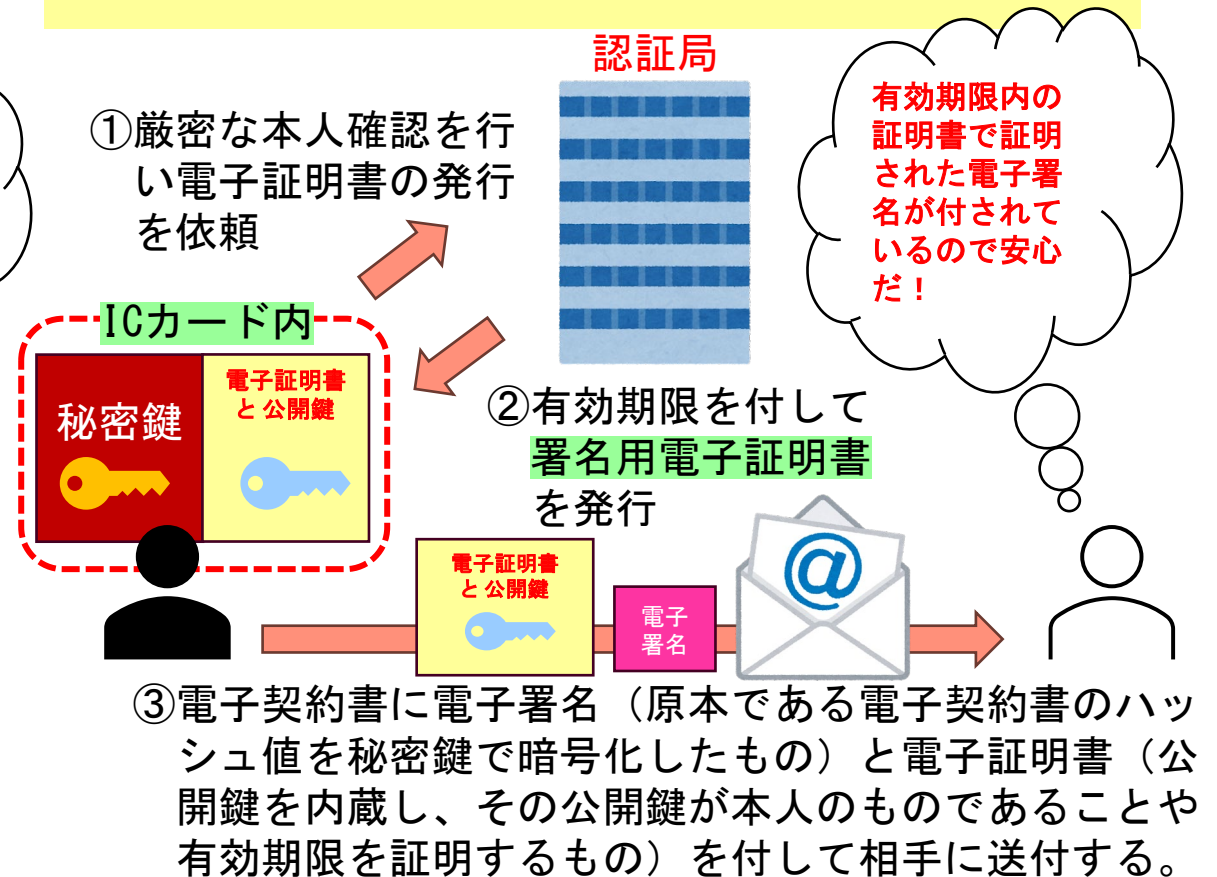 認証局
①厳密な本人確認を行
い電子証明書の発行
を依頼
有効期限内の
証明書で証明
された電子署
名が付されて
いるので安心
だ！
ICカード内
秘密鍵
電子証明書
と公開鍵
②有効期限を付して
署名用電子証明書
を発行
電子証明書
と公開鍵
電子
署名
@
③電子契約書に電子署名（原本である電子契約書のハッ
シュ値を秘密鍵で暗号化したもの）と電子証明書（公
開鍵を内蔵し、その公開鍵が本人のものであることや
有効期限を証明するもの）を付して相手に送付する。